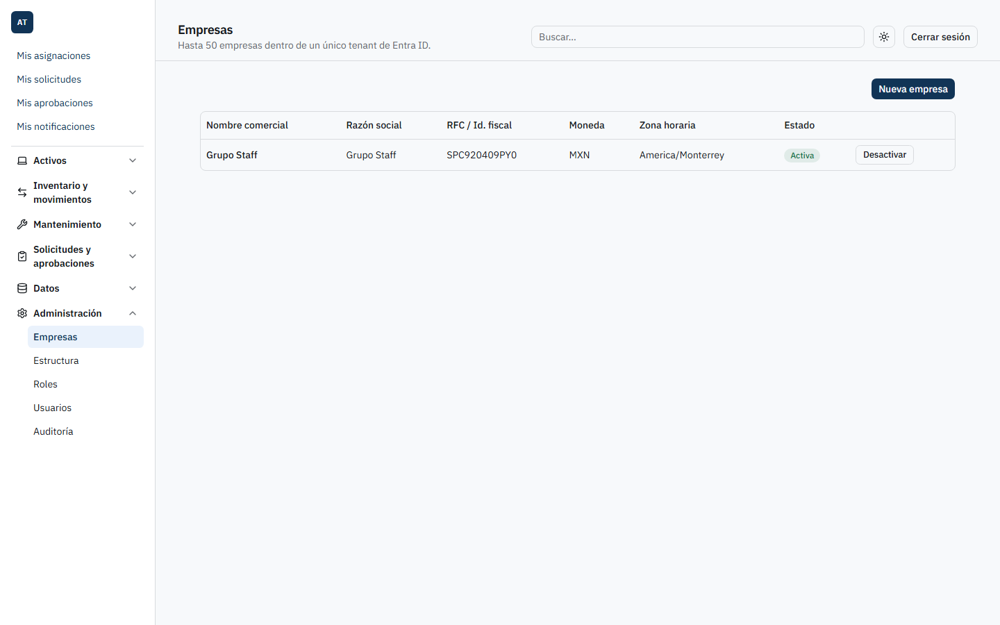 AT
Mis asignaciones
Mis solicitudes
Mis aprobaciones
Mis notificaciones
Activos
Inventario y
movimientos
Mantenimiento
Solicitudes y
aprobaciones
Datos
Administración
Empresas
Estructura
Roles
Usuarios
Auditoría
Empresas
Hasta 50 empresas dentro de un único tenant de Entra ID.
Buscar...
Cerrar sesión
Nueva empresa
Nombre comercial Razón social RFC / Id. fiscal Moneda Zona horaria Estado
Grupo Staff Grupo Staff SPC920409PY0 MXN America/Monterrey Activa Desactivar